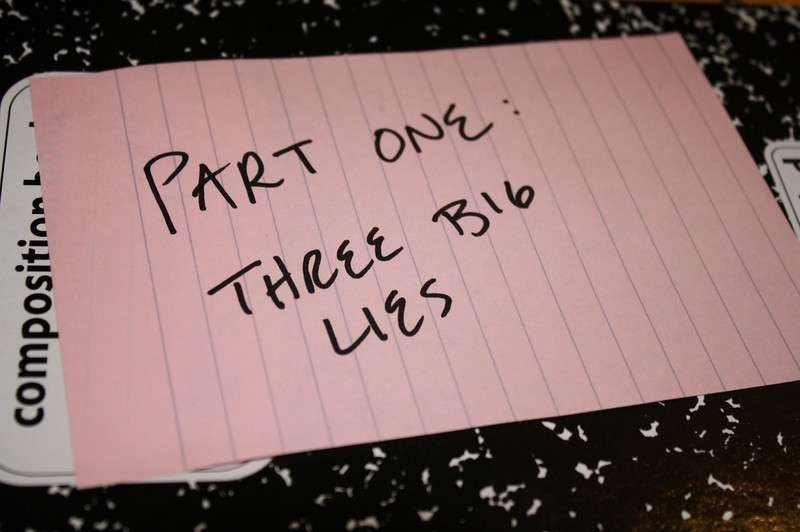 PART ONE:
THREE BIG
LIES
composition